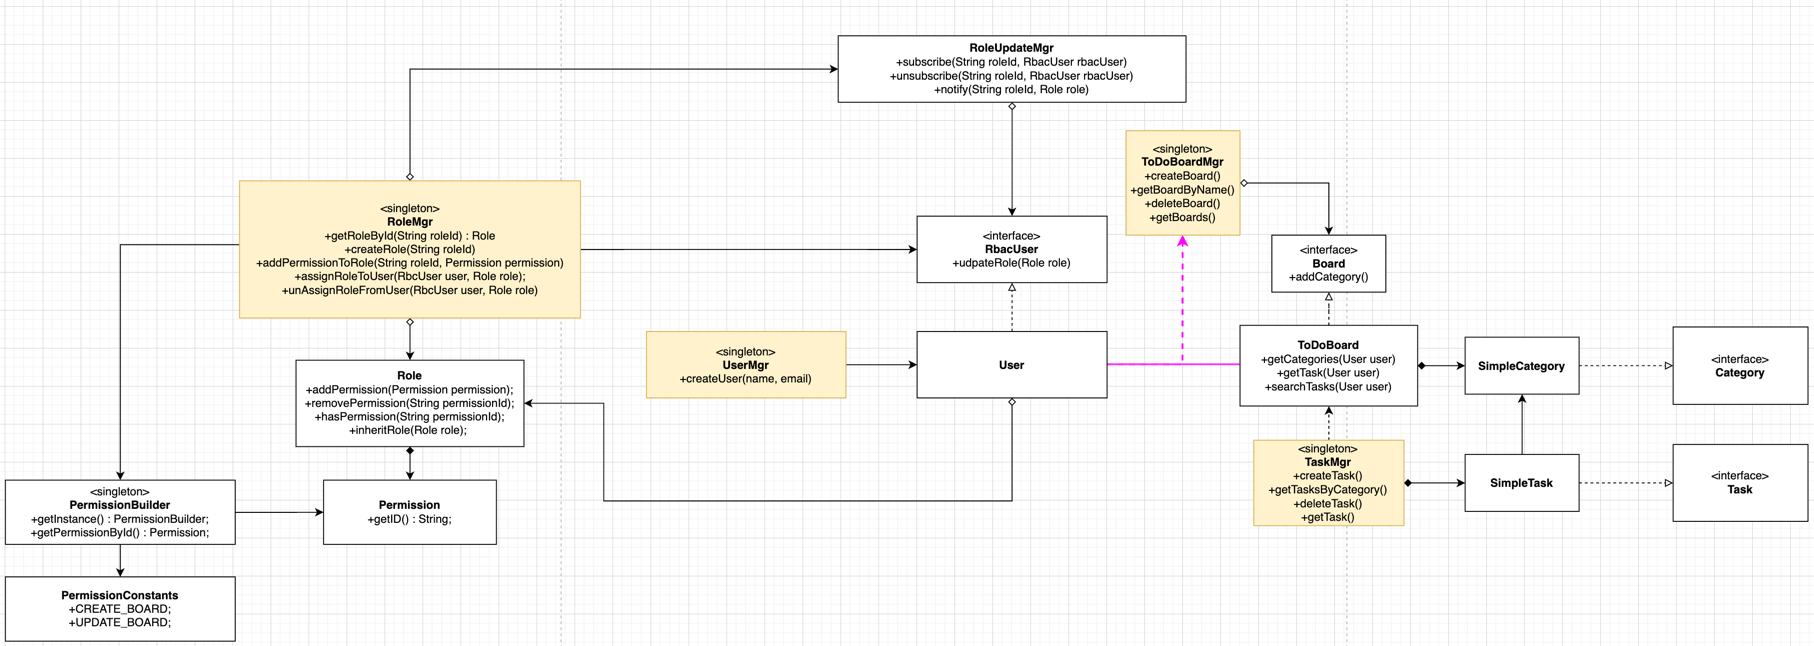 RoleUpdateMgr
+subscribe(String roleId, RbacUser rbacUser)
+unsubscribe(String roleId, RbacUser rbacUser)
+notify(String roleId, Role role)
<singleton>
ToDoBoardMgr
+createBoard()
+getBoardByName()
+deleteBoard()
+getBoards()
<singleton>
RoleMgr
+getRoleById(String roleId) : Role
+createRole(String roleId)
+addPermissionToRole(String roleId, Permission permission)
+assignRoleToUser(RbcUser user, Role role);
+unAssignRoleFromUser(RbcUser user, Role role)
<interface>
RbacUser
+udpateRole(Role role)
<interface>
Board
+addCategory()
<singleton>
UserMgr
+createUser(name, email)
User
ToDoBoard
+getCategories(User user)
+getTask(User user)
+searchTasks(User user)
SimpleCategory
<interface>
Category
Role
+addPermission(Permission permission);
+removePermission(String permissionId);
+hasPermission(String permissionId);
+inheritRole(Role role);
<singleton>
TaskMgr
+createTask()
+getTasksByCategory()
+deleteTask()
+getTask()
SimpleTask
<interface>
Task
<singleton>
PermissionBuilder
+getInstance() : PermissionBuilder;
+getPermissionById() : Permission;
Permission
+getID() : String;
PermissionConstants
+CREATE_BOARD;
+UPDATE_BOARD;